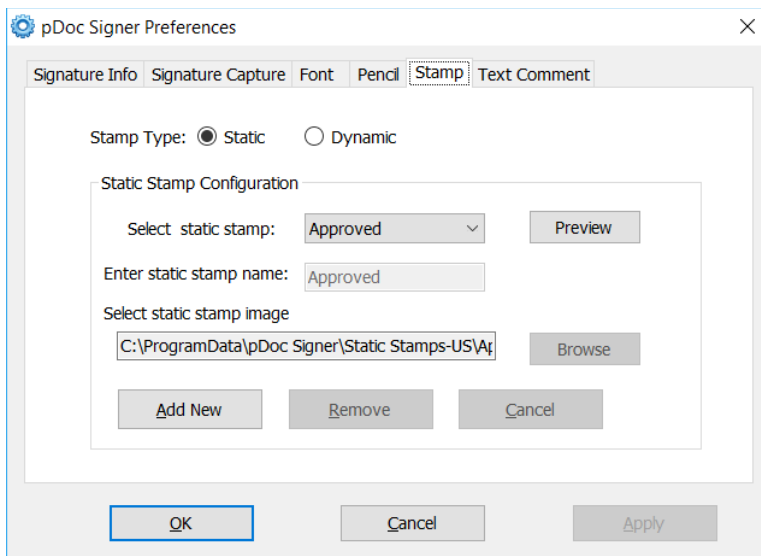 pDoc Signer Preferences
Signature Info Signature Capture Font Pencil Stamp Text Comment
Stamp Type: Static Dynamic
Static Stamp Configuration
Select static stamp: Approved Preview
Enter static stamp name: Approved
Select static stamp image
C:\ProgramData\pDoc Signer\Static Stamps-US\Ap Browse
Add New Remove Cancel
OK Cancel Apply